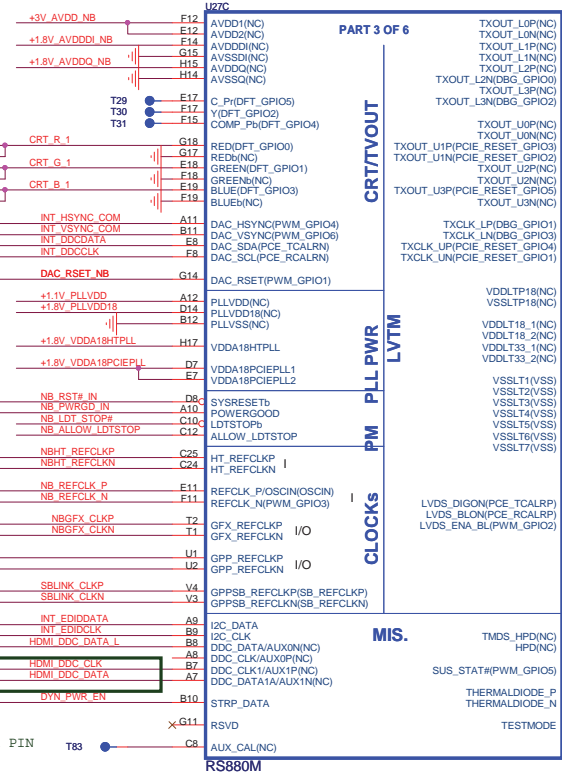 U27C
+3V_AVDD_NB F12 AVDD1(NC) PART 3 OF 6 TXOUT_L0P(NC)
E12 AVDD2(NC) TXOUT_L0N(NC)
+1.8V_AVDDDI_NB F14 AVDDDI(NC) TXOUT_L1P(NC)
G15 AVSSDI(NC) TXOUT_L1N(NC)
+1.8V_AVDDQ_NB H15 AVDDQ(NC) TXOUT_L2P(NC)
H14 AVSSQ(NC) TXOUT_L2N(DBG_GPIO0)
TXOUT_L3P(NC)
T29 E17 C_Pr(DFT_GPIO5) TXOUT_L3N(DBG_GPIO2)
T30 F17 Y(DFT_GPIO2)
T31 F15 COMP_Pb(DFT_GPIO4) TXOUT_U0P(NC)
TXOUT_U0N(NC)
CRT_R_1 G18 RED(DFT_GPIO0) TXOUT_U1P(PCIE_RESET_GPIO3)
G17 REDb(NC) TXOUT_U1N(PCIE_RESET_GPIO2)
CRT_G_1 E18 GREEN(DFT_GPIO1) TXOUT_U2P(NC)
F18 GREENb(NC) TXOUT_U2N(NC)
CRT_B_1 E19 BLUE(DFT_GPIO3) TXOUT_U3P(PCIE_RESET_GPIO5)
F19 BLUEb(NC) TXOUT_U3N(NC)
CRT/TVOUT
INT_HSYNC_COM A11 DAC_HSYNC(PWM_GPIO4) TXCLK_LP(DBG_GPIO1)
INT_VSYNC_COM B11 DAC_VSYNC(PWM_GPIO6) TXCLK_LN(DBG_GPIO3)
INT_DDCDATA E8 DAC_SDA(PCE_TCALRN) TXCLK_UP(PCIE_RESET_GPIO4)
INT_DDCCLK F8 DAC_SCL(PCE_RCALRN) TXCLK_UN(PCIE_RESET_GPIO1)
DAC_RSET_NB G14 DAC_RSET(PWM_GPIO1)
VDDLTP18(NC)
+1.1V_PLLVDD A12 PLLVDD(NC) VSSLTP18(NC)
+1.8V_PLLVDD18 D14 PLLVDD18(NC)
B12 PLLVSS(NC) VDDLT18_1(NC)
VDDLT18_2(NC)
+1.8V_VDDA18HTPLL H17 VDDA18HTPLL VDDLT33_1(NC)
VDDLT33_2(NC)
PLL PWR
LVTM
+1.8V_VDDA18PCIEPLL D7 VDDA18PCIEPLL1 VSSLT1(VSS)
E7 VDDA18PCIEPLL2 VSSLT2(VSS)
VSSLT3(VSS)
NB_RST#_IN D8 SYSRESETb VSSLT4(VSS)
NB_PWRGD_IN A10 POWERGOOD VSSLT5(VSS)
NB_LDT_STOP# C10 LDTSTOPb VSSLT6(VSS)
NB_ALLOW_LDTSTOP C12 ALLOW_LDTSTOP VSSLT7(VSS)
PM
NBHT_REFCLKP C25 HT_REFCLKP I
NBHT_REFCLKN C24 HT_REFCLKN
NB_REFCLK_P E11 REFCLK_P/OSCIN(OSCIN) I
NB_REFCLK_N F11 REFCLK_N(PWM_GPIO3) LVDS_DIGON(PCE_TCALRP)
LVDS_BLON(PCE_RCALRP)
NBGFX_CLKP T2 GFX_REFCLKP I/O LVDS_ENA_BL(PWM_GPIO2)
NBGFX_CLKN T1 GFX_REFCLKN
CLOCKs
U1 GPP_REFCLKP I/O
U2 GPP_REFCLKN
SBLINK_CLKP V4 GPPSB_REFCLKP(SB_REFCLKP)
SBLINK_CLKN V3 GPPSB_REFCLKN(SB_REFCLKN)
INT_EDIDDATA A9 I2C_DATA MIS.
INT_EDIDCLK B9 I2C_CLK TMDS_HPD(NC)
HDMI_DDC_DATA_L B8 DDC_DATA/AUX0N(NC) HPD(NC)
A8 DDC_CLK/AUX0P(NC)
HDMI_DDC_CLK B7 DDC_CLK1/AUX1P(NC) SUS_STAT#(PWM_GPIO5)
HDMI_DDC_DATA A7 DDC_DATA1A/AUX1N(NC)
THERMALDIODE_P
DYN_PWR_EN B10 STRP_DATA THERMALDIODE_N
G11 RSVD TESTMODE
PIN T83 C8 AUX_CAL(NC)
RS880M